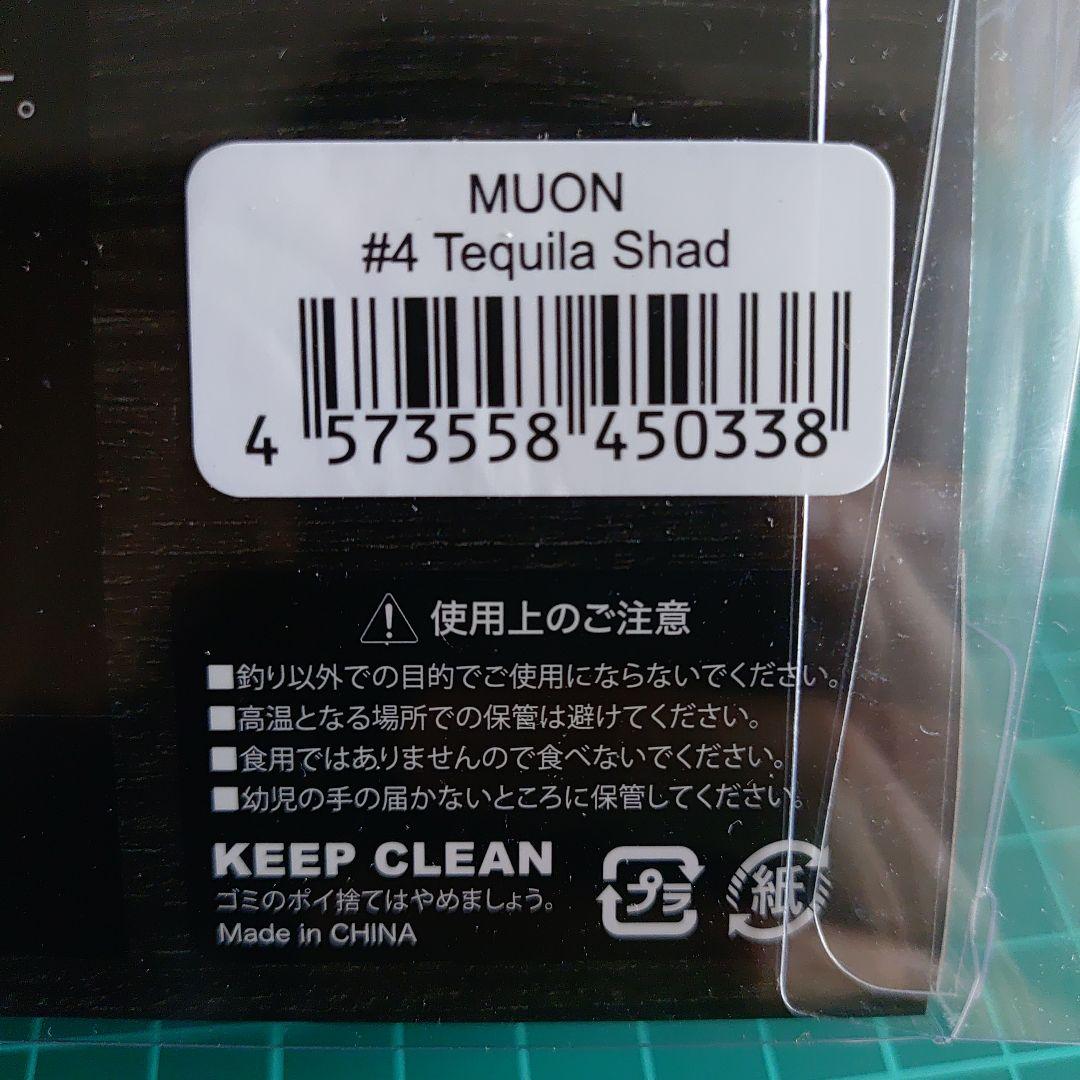 MUON
#4 Tequila Shad
4 573558 450338
⚠ 使用上のご注意
■釣り以外での目的でご使用にならないでください。
■高温となる場所での保管は避けてください。
■食用ではありませんので食べないでください。
■幼児の手の届かないところに保管してください。
KEEP CLEAN
ゴミのポイ捨てはやめましょう。
Made in CHINA
プラ
紙